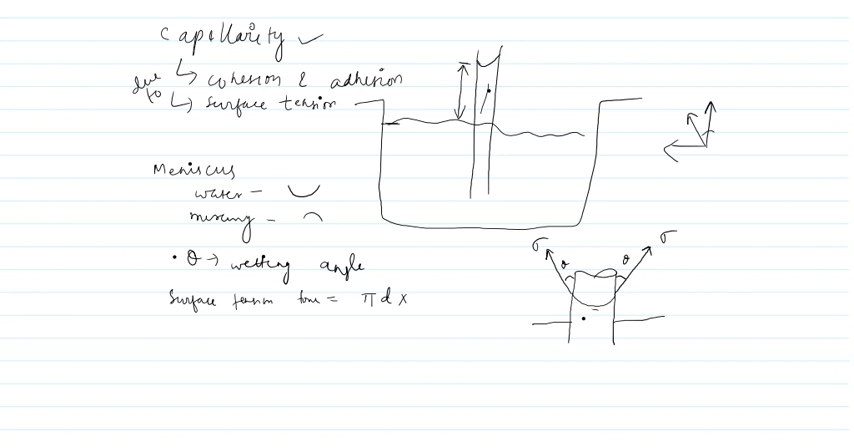 Capillarity ✓
due to
↳ cohesion & adhesion
↳ surface tension
Meniscus
water -
mercury -
• θ → wetting angle
Surface tension force = π d x
σ θ θ σ